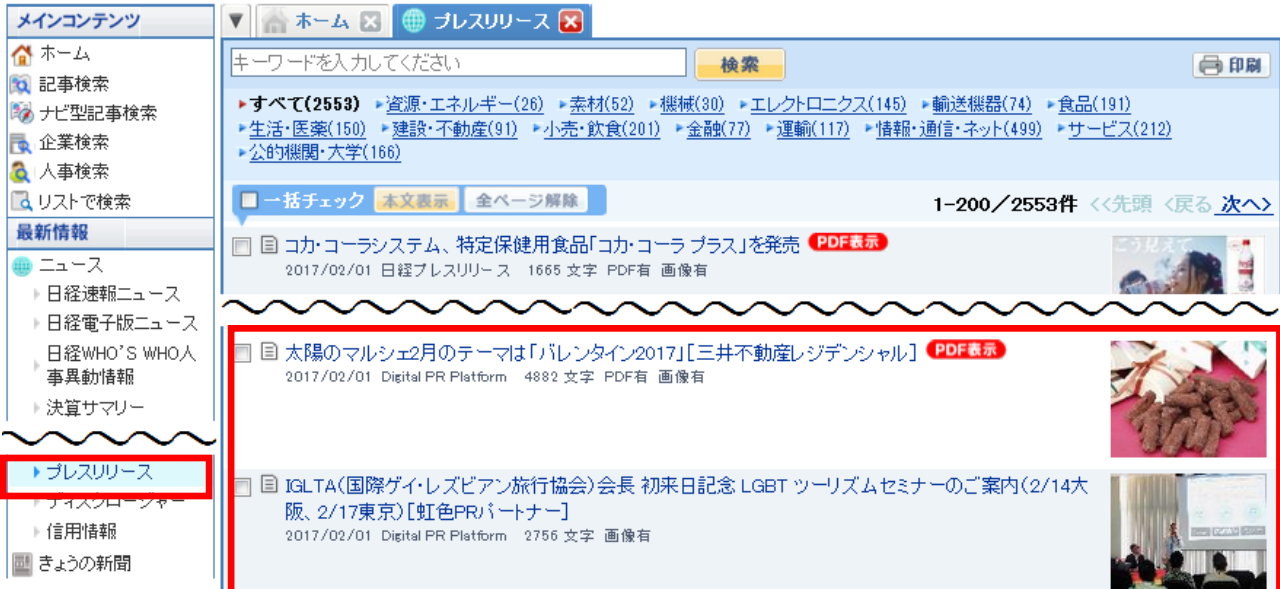 メインコンテンツ
ホーム
記事検索
ナビ型記事検索
企業検索
人事検索
リストで検索
最新情報
ニュース
日経速報ニュース
日経電子版ニュース
日経WHO'S WHO人
事異動情報
決算サマリー
プレスリリース
ディスクロージャー
信用情報
きょうの新聞
▼ ホーム プレスリリース
キーワードを入力してください 検索 印刷
すべて(2553) 資源・エネルギー(26) 素材(52) 機械(30) エレクトロニクス(145) 輸送機器(74) 食品(191)
生活・医薬(150) 建設・不動産(91) 小売・飲食(201) 金融(77) 運輸(117) 情報・通信・ネット(499) サービス(212)
公的機関・大学(166)
一括チェック 本文表示 全ページ解除 1-200/2553件 <<先頭 <戻る 次へ>
コカ・コーラシステム、特定保健用食品「コカ・コーラ プラス」を発売 PDF表示
2017/02/01 日経プレスリリース 1665 文字 PDF有 画像有
こう見えて
太陽のマルシェ2月のテーマは「バレンタイン2017」[三井不動産レジデンシャル] PDF表示
2017/02/01 Digital PR Platform 4882 文字 PDF有 画像有
IGLTA(国際ゲイ・レズビアン旅行協会)会長 初来日記念 LGBT ツーリズムセミナーのご案内(2/14大
阪、2/17東京)[虹色PRパートナー]
2017/02/01 Digital PR Platform 2756 文字 画像有